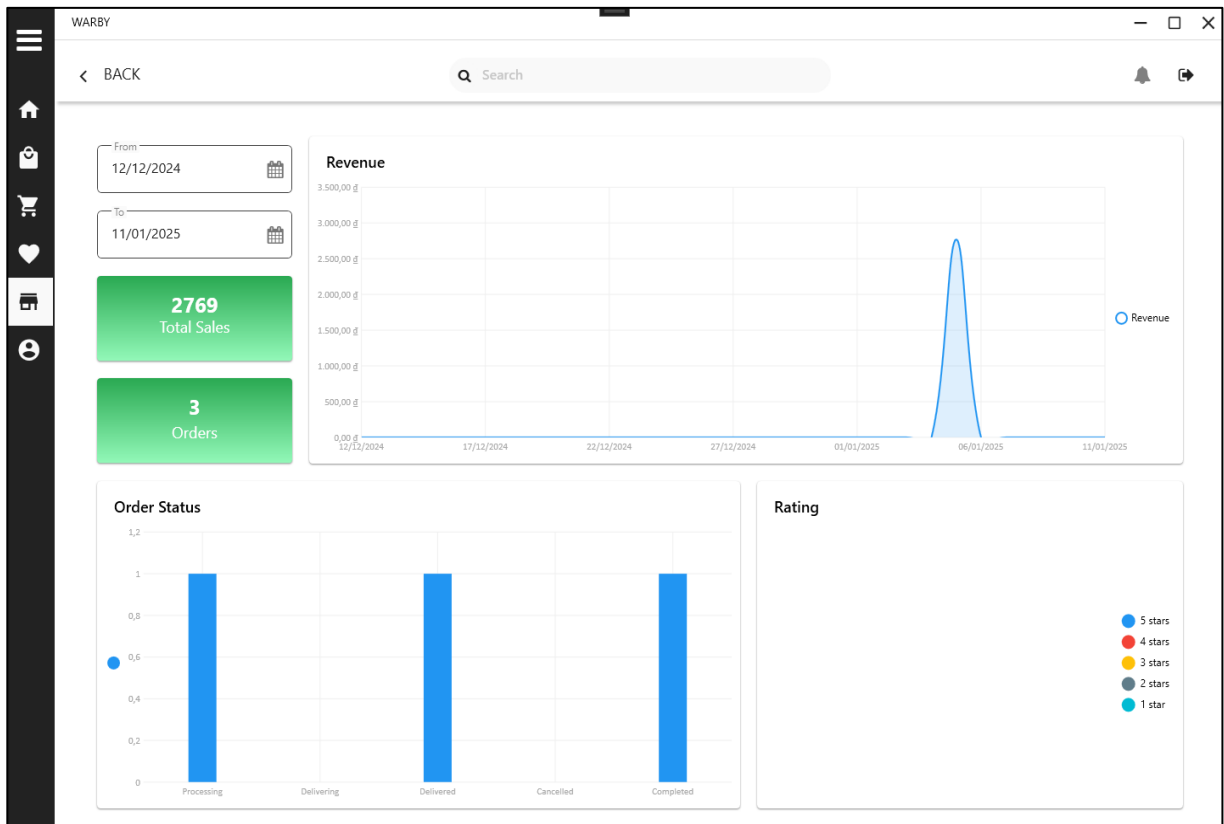 WARBY
BACK
Search
From
12/12/2024
To
11/01/2025
2769
Total Sales
3
Orders
Revenue
3.500,00 ₫
3.000,00 ₫
2.500,00 ₫
2.000,00 ₫
1.500,00 ₫
1.000,00 ₫
500,00 ₫
0,00 ₫
12/12/2024 17/12/2024 22/12/2024 27/12/2024 01/01/2025 06/01/2025 11/01/2025
Revenue
Order Status
1,2
1
0,8
0,6
0,4
0,2
0
Processing Delivering Delivered Cancelled Completed
Rating
5 stars
4 stars
3 stars
2 stars
1 star